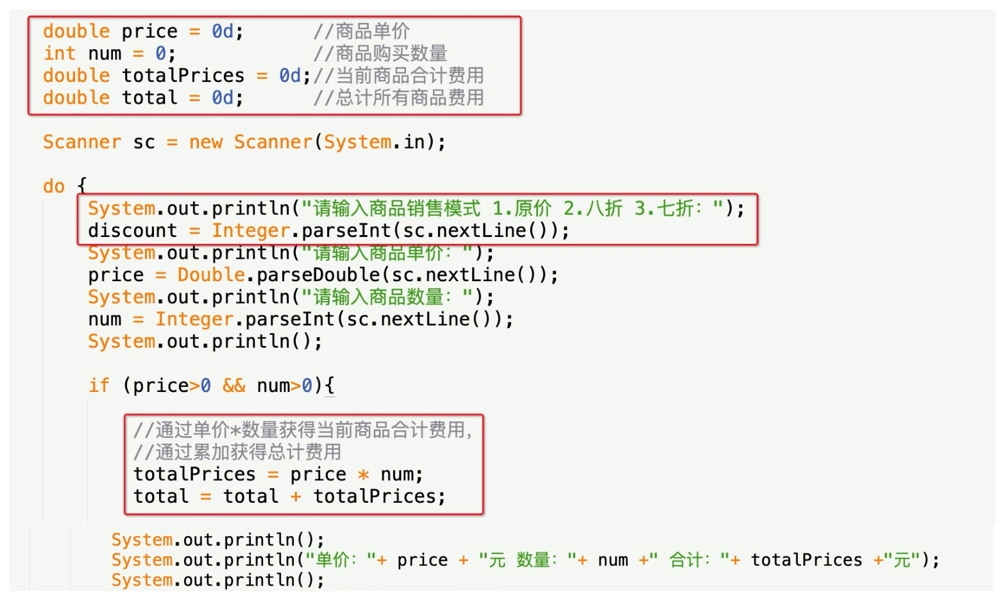 double price = 0d;      //商品单价
int num = 0;            //商品购买数量
double totalPrices = 0d;//当前商品合计费用
double total = 0d;      //总计所有商品费用
Scanner sc = new Scanner(System.in);
do {
System.out.println("请输入商品销售模式 1.原价 2.八折 3.七折：");
discount = Integer.parseInt(sc.nextLine());
System.out.println("请输入商品单价：");
price = Double.parseDouble(sc.nextLine());
System.out.println("请输入商品数量：");
num = Integer.parseInt(sc.nextLine());
System.out.println();
if (price>0 && num>0){
//通过单价*数量获得当前商品合计费用，
//通过累加获得总计费用
totalPrices = price * num;
total = total + totalPrices;
System.out.println();
System.out.println("单价："+ price + "元 数量："+ num +" 合计："+ totalPrices +"元");
System.out.println();